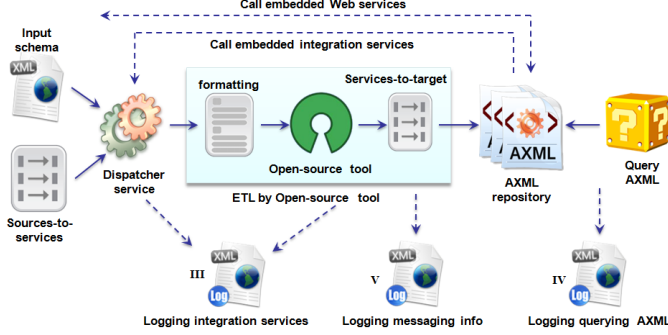 Call embedded Web services
Input
schema
Call embedded integration services
XML
formatting
Services-to-target
Open-source tool
ETL by Open-source tool
Dispatcher
service
Sources-to-
services
AXML
AXML
repository
Query
AXML
III
XML
Log
Logging integration services
V
XML
Log
Logging messaging info
IV
XML
Log
Logging querying AXML